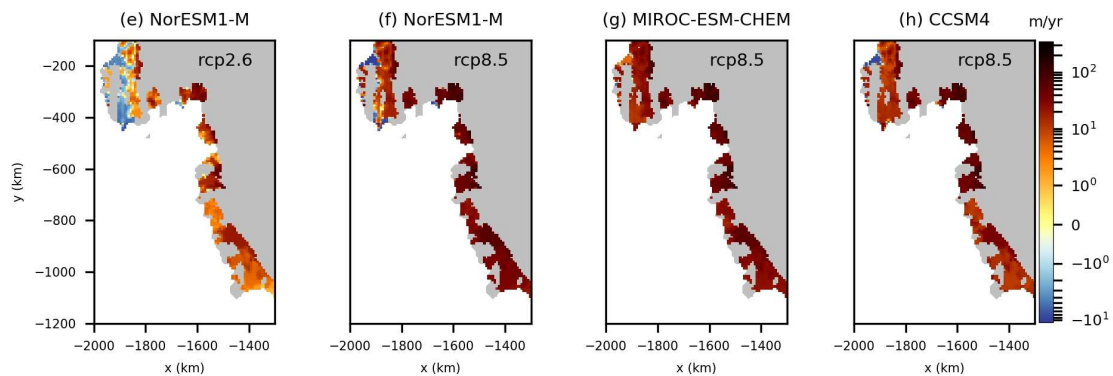 (e) NorESM1-M (f) NorESM1-M (g) MIROC-ESM-CHEM (h) CCSM4 m/yr
rcp2.6 rcp8.5 rcp8.5 rcp8.5
−200
−400
−600
−800
−1000
−1200
y (km)
−2000 −1800 −1600 −1400 −2000 −1800 −1600 −1400 −2000 −1800 −1600 −1400 −2000 −1800 −1600 −1400
x (km) x (km) x (km) x (km)
10²
10¹
10⁰
0
−10⁰
−10¹